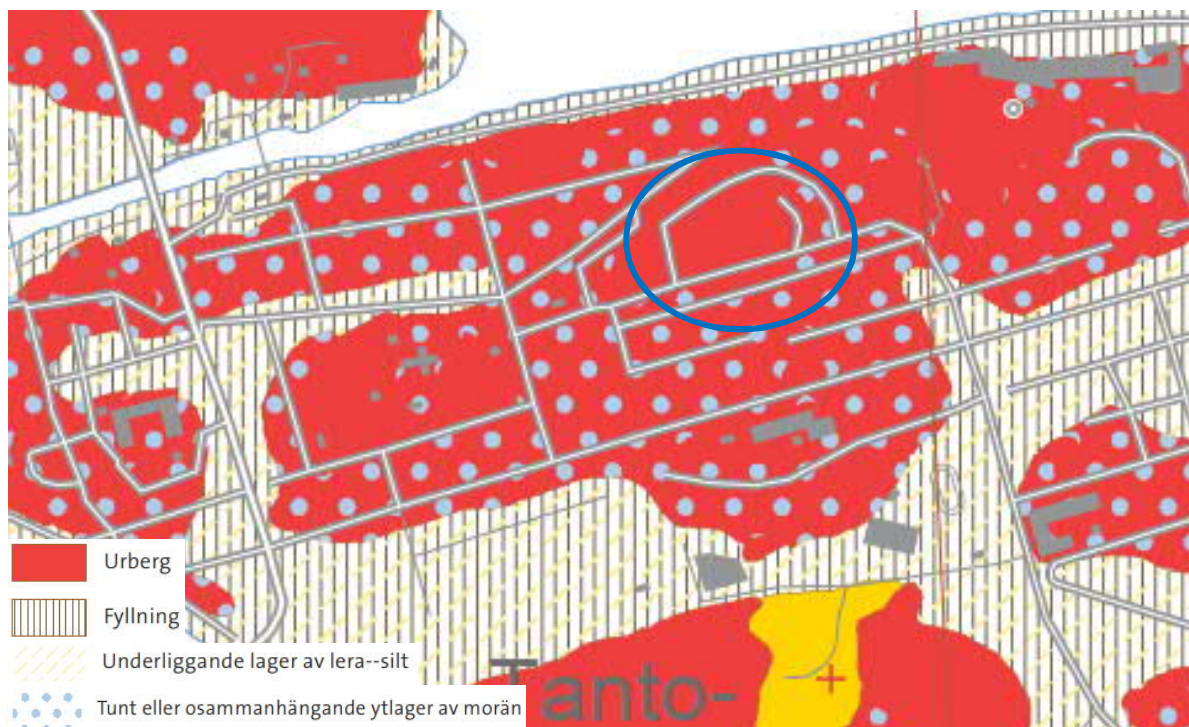 Urberg
Fyllning
Underliggande lager av lera--silt
Tunt eller osammanhängande ytlager av morän
Tanto-